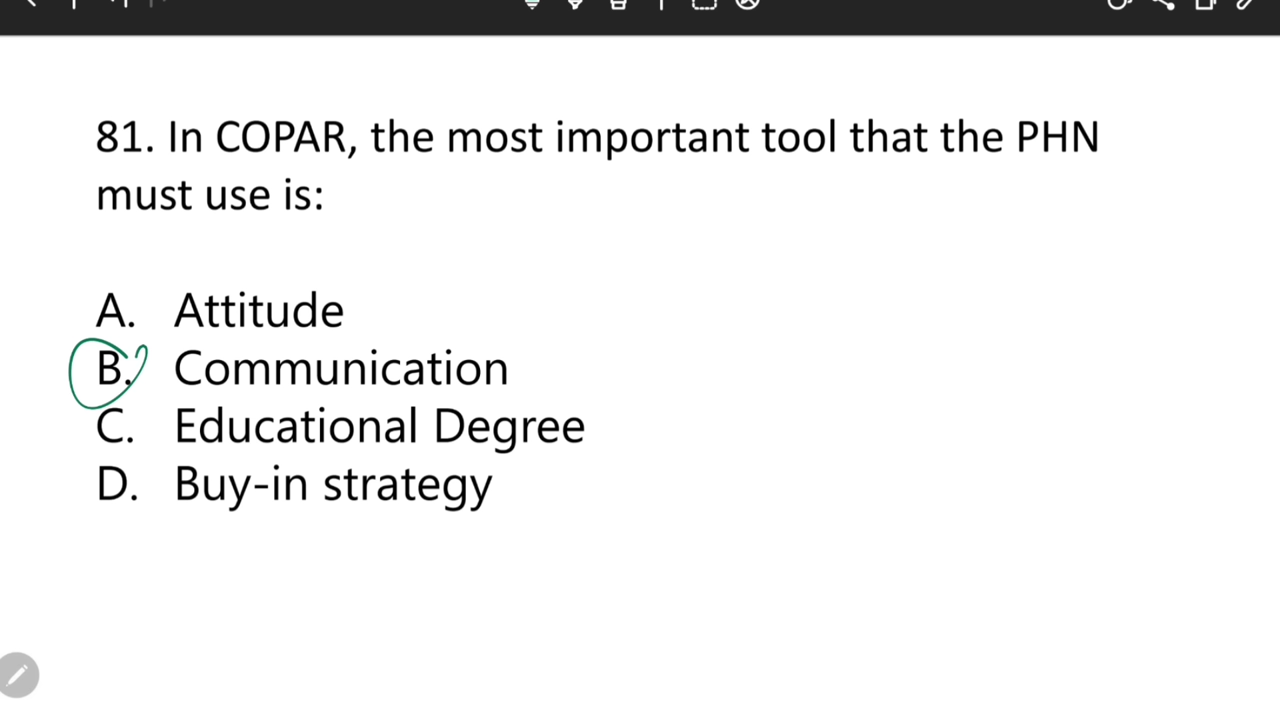 81. In COPAR, the most important tool that the PHN
must use is:
A. Attitude
B. Communication
C. Educational Degree
D. Buy-in strategy